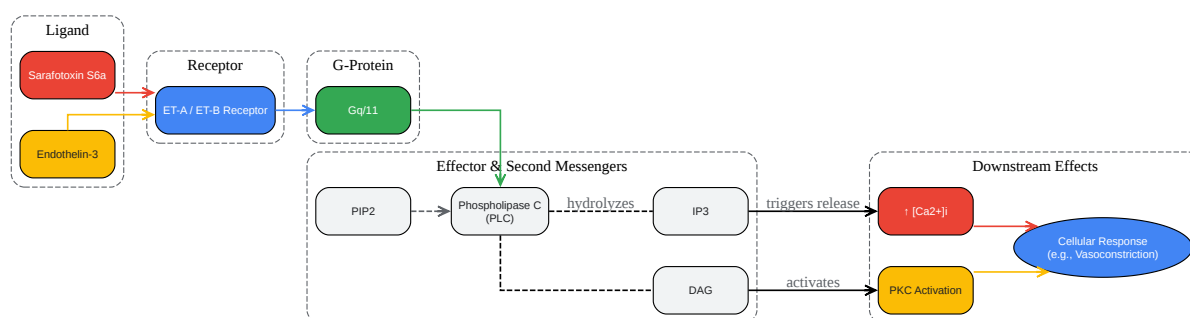 Ligand
Sarafotoxin S6a
Endothelin-3
Receptor
ET-A / ET-B Receptor
G-Protein
Gq/11
Effector & Second Messengers
PIP2
Phospholipase C
(PLC)
hydrolyzes
IP3
DAG
triggers release
activates
Downstream Effects
↑ [Ca2+]i
PKC Activation
Cellular Response
(e.g., Vasoconstriction)